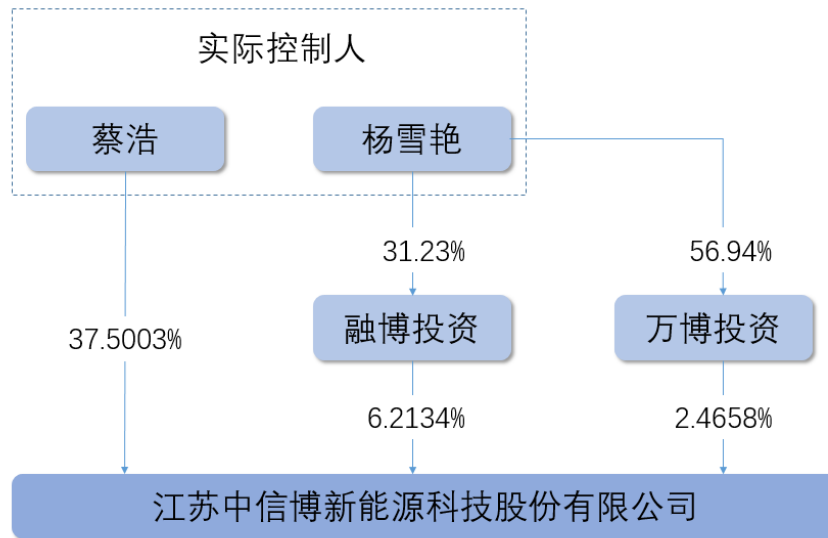 实际控制人
蔡浩
杨雪艳
31.23%
56.94%
融博投资
万博投资
37.5003%
6.2134%
2.4658%
江苏中信博新能源科技股份有限公司